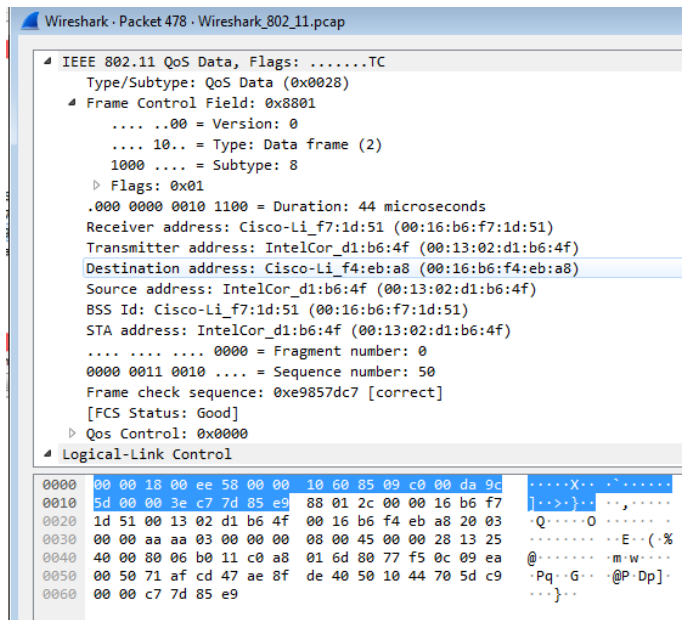 Wireshark · Packet 478 · Wireshark_802_11.pcap
IEEE 802.11 QoS Data, Flags: .......TC
Type/Subtype: QoS Data (0x0028)
Frame Control Field: 0x8801
.... ..00 = Version: 0
.... 10.. = Type: Data frame (2)
1000 .... = Subtype: 8
Flags: 0x01
.000 0000 0010 1100 = Duration: 44 microseconds
Receiver address: Cisco-Li_f7:1d:51 (00:16:b6:f7:1d:51)
Transmitter address: IntelCor_d1:b6:4f (00:13:02:d1:b6:4f)
Destination address: Cisco-Li_f4:eb:a8 (00:16:b6:f4:eb:a8)
Source address: IntelCor_d1:b6:4f (00:13:02:d1:b6:4f)
BSS Id: Cisco-Li_f7:1d:51 (00:16:b6:f7:1d:51)
STA address: IntelCor_d1:b6:4f (00:13:02:d1:b6:4f)
.... .... .... 0000 = Fragment number: 0
0000 0011 0010 .... = Sequence number: 50
Frame check sequence: 0xe9857dc7 [correct]
[FCS Status: Good]
Qos Control: 0x0000
Logical-Link Control
0000 00 00 18 00 ee 58 00 00 10 60 85 09 c0 00 da 9c ·····X·· ·`······
0010 5d 00 00 3e c7 7d 85 e9 88 01 2c 00 00 16 b6 f7 ]··>·}·· ··,·····
0020 1d 51 00 13 02 d1 b6 4f 00 16 b6 f4 eb a8 20 03 ·Q·····O ······ ·
0030 00 00 aa aa 03 00 00 00 08 00 45 00 00 28 13 25 ········ ··E··(·%
0040 40 00 80 06 b0 11 c0 a8 01 6d 80 77 f5 0c 09 ea @······· ·m·w····
0050 00 50 71 af cd 47 ae 8f de 40 50 10 44 70 5d c9 ·Pq··G·· ·@P·Dp]·
0060 00 00 c7 7d 85 e9 ···}··